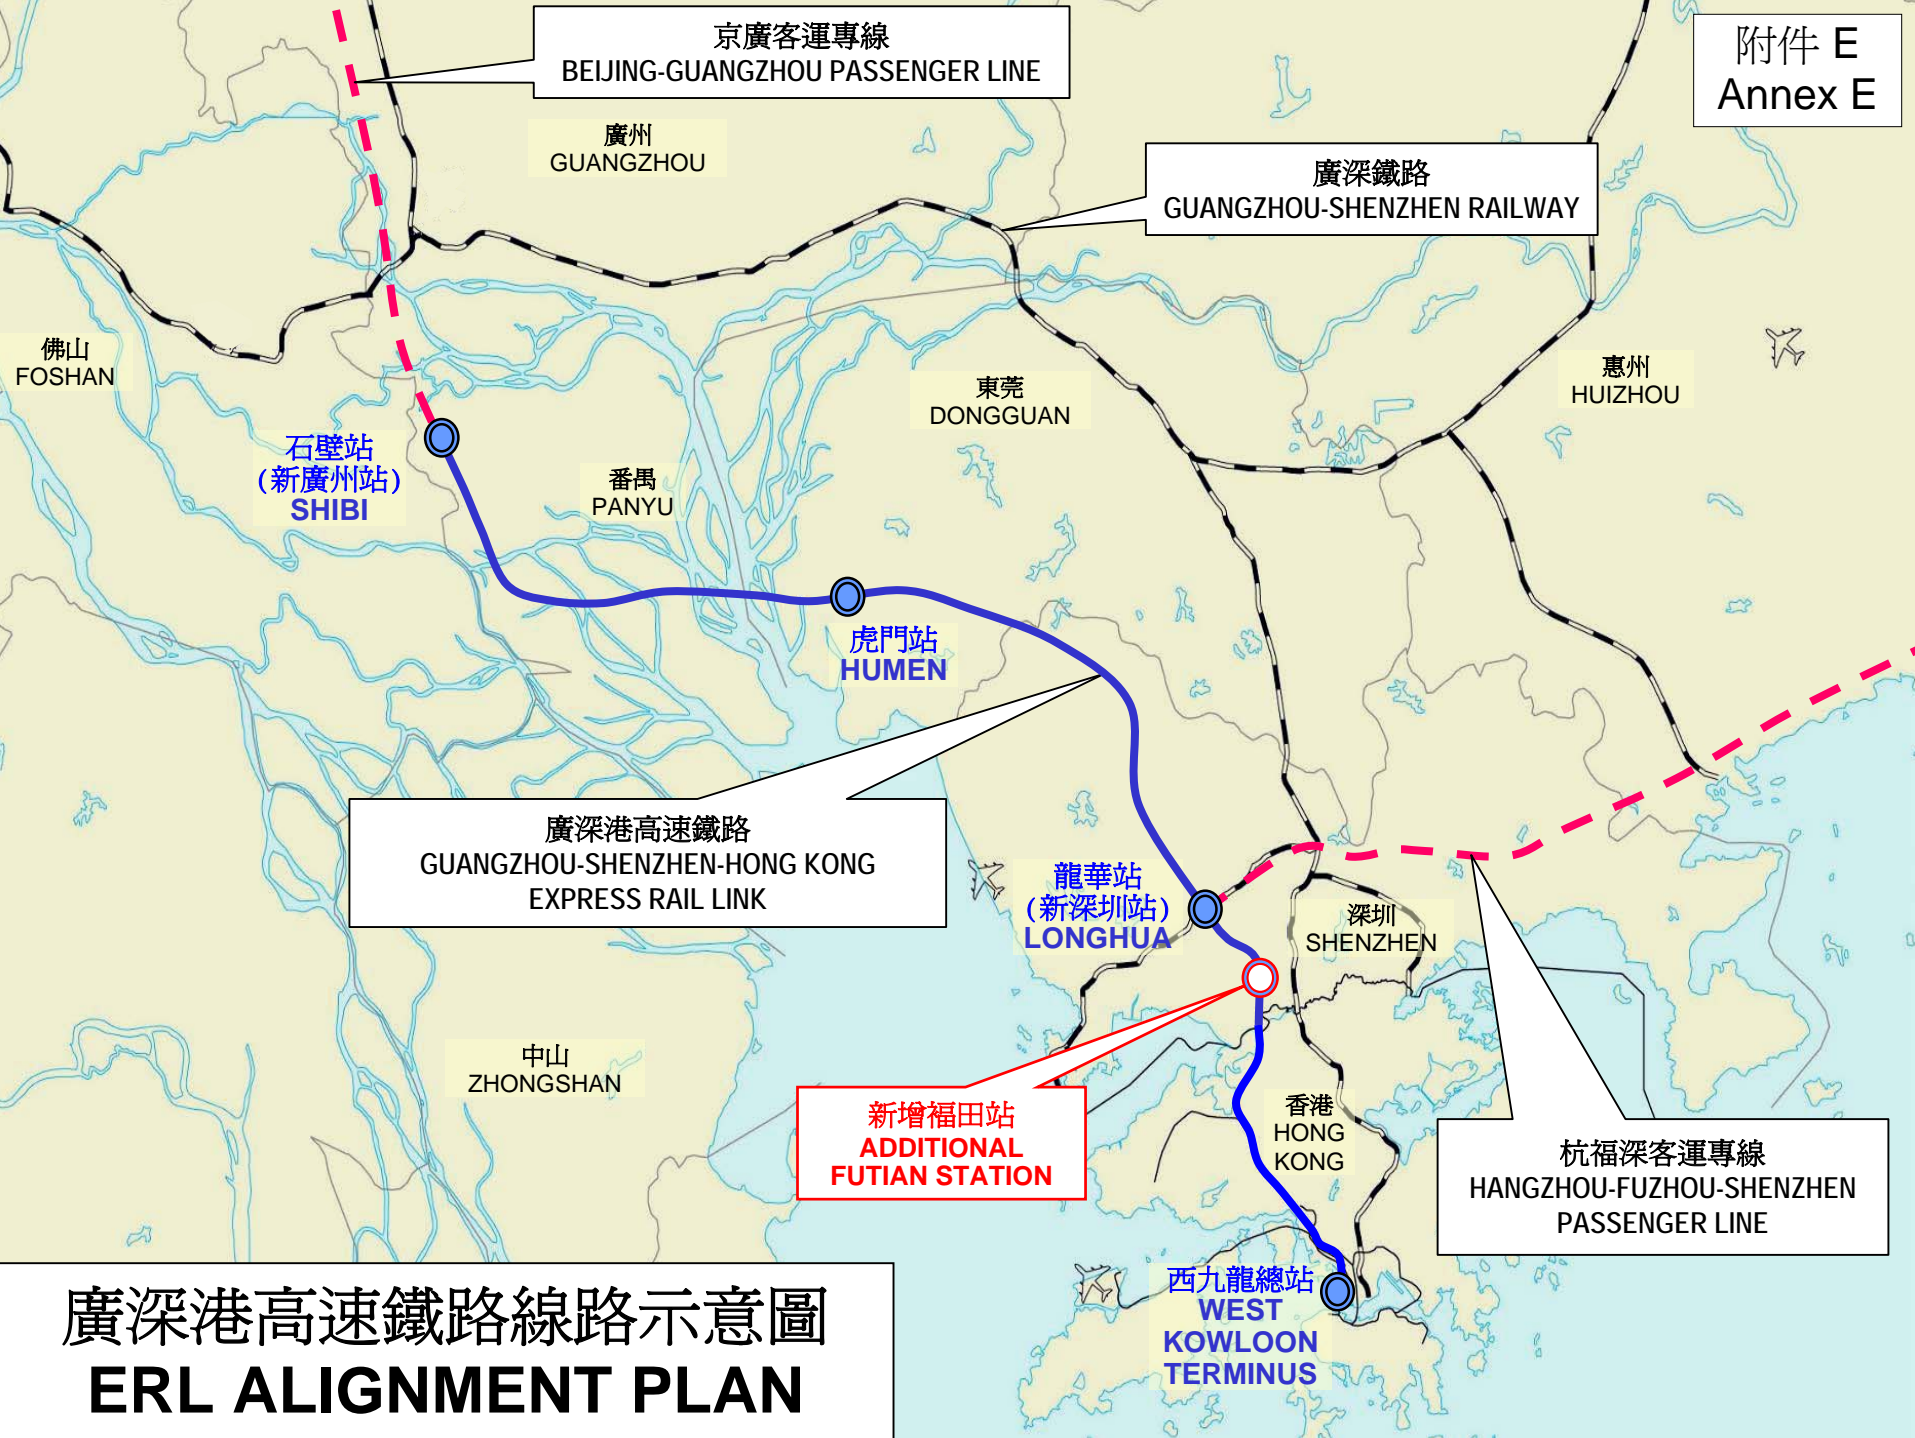 京廣客運專線
BEIJING-GUANGZHOU PASSENGER LINE
附件 E
Annex E
廣州
GUANGZHOU
廣深鐵路
GUANGZHOU-SHENZHEN RAILWAY
佛山
FOSHAN
惠州
HUIZHOU
東莞
DONGGUAN
石壁站
(新廣州站)
SHIBI
番禺
PANYU
虎門站
HUMEN
廣深港高速鐵路
GUANGZHOU-SHENZHEN-HONG KONG
EXPRESS RAIL LINK
龍華站
(新深圳站)
LONGHUA
深圳
SHENZHEN
中山
ZHONGSHAN
新增福田站
ADDITIONAL
FUTIAN STATION
香港
HONG
KONG
杭福深客運專線
HANGZHOU-FUZHOU-SHENZHEN
PASSENGER LINE
西九龍總站
WEST
KOWLOON
TERMINUS
廣深港高速鐵路線路示意圖
ERL ALIGNMENT PLAN